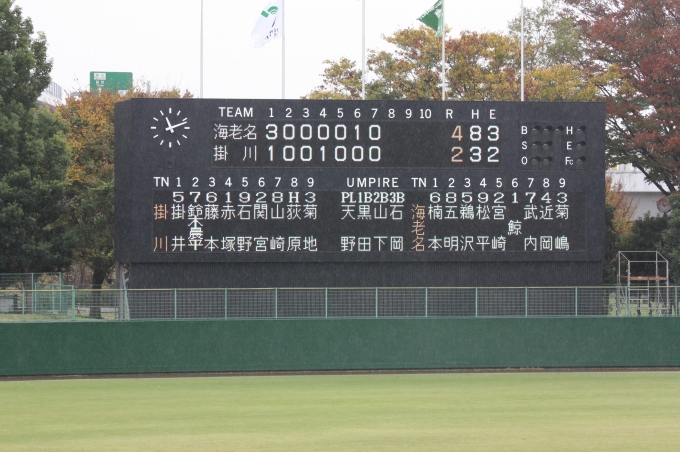 TEAM 1 2 3 4 5 6 7 8 9 10 R H E
海老名 3 0 0 0 0 1 0 4 8 3
掛川 1 0 0 1 0 0 0 2 3 2
B H
S E
O Fc
TN 1 2 3 4 5 6 7 8 9 UMPIRE TN 1 2 3 4 5 6 7 8 9
5 7 6 1 9 2 8 H 3 PL 1B 2B 3B 6 8 5 9 2 1 7 4 3
掛 掛 鈴 藤 赤 石 関 山 荻 菊 天 黒 山 石 海 楠 五 鵜 松 宮 武 近 菊
木 農 老 鯨
川 井 平 本 塚 野 宮 崎 原 地 野 田 下 岡 名 本 明 沢 平 崎 内 岡 嶋